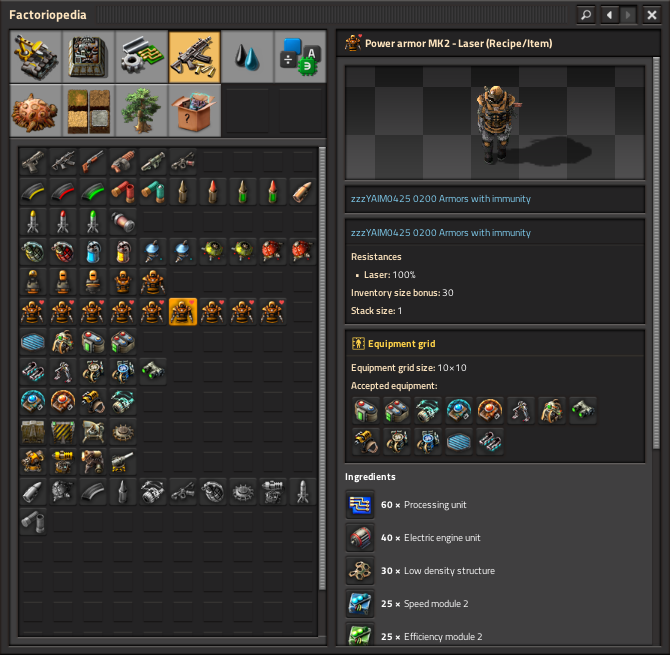 Factoriopedia
Power armor MK2 - Laser (Recipe/Item)
A
?
zzzYAIM0425 0200 Armors with immunity
zzzYAIM0425 0200 Armors with immunity
Resistances
• Laser: 100%
Inventory size bonus: 30
Stack size: 1
Equipment grid
Equipment grid size: 10×10
Accepted equipment:
Ingredients
60 × Processing unit
40 × Electric engine unit
30 × Low density structure
25 × Speed module 2
25 × Efficiency module 2